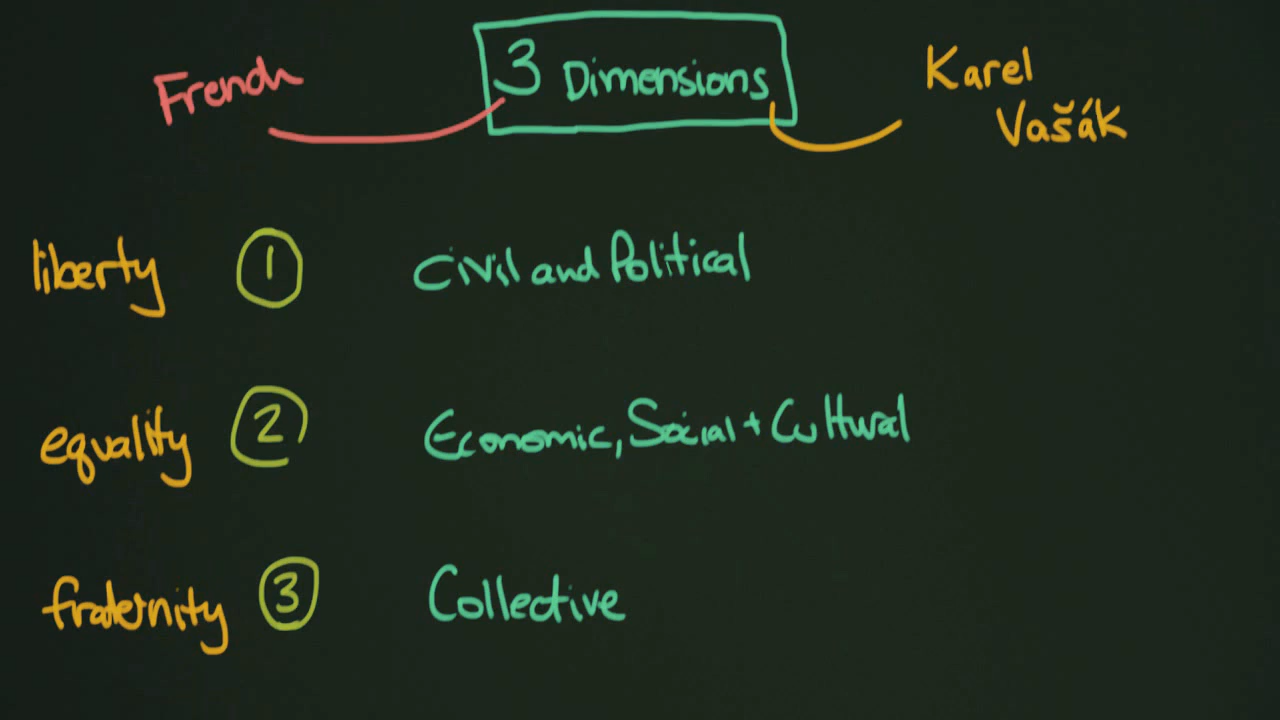 French
3 Dimensions
Karel
Vašák
liberty 1 Civil and Political
equality 2 Economic, Social + Cultural
fraternity 3 Collective